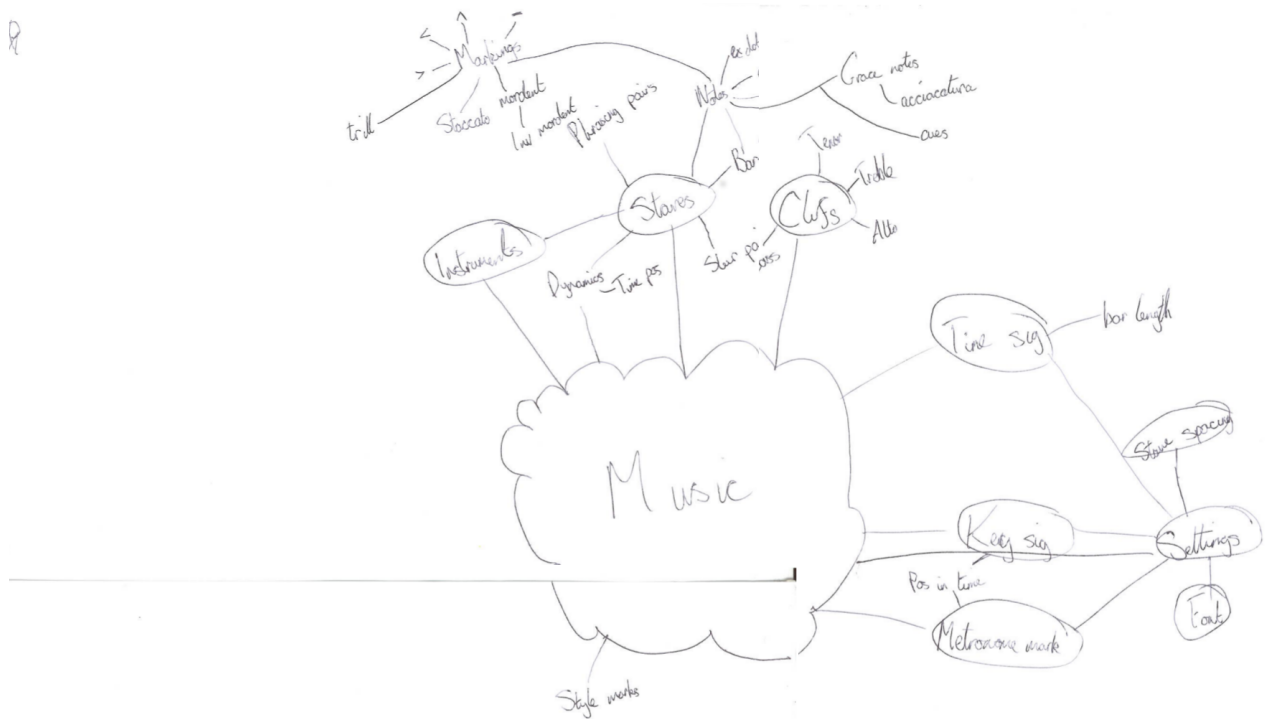 Markings
trill
Staccato
mordent
Inv mordent
Phrasing pairs
Notes
Grace notes
acciacatura
Bar
Staves
Instruments
Dynamics
Time pos
Clefs
Tenor
Treble
Alto
Bass
Time sig
bar length
Stave spacing
Music
Key sig
Settings
Pos in time
Font
Metronome mark
Style marks